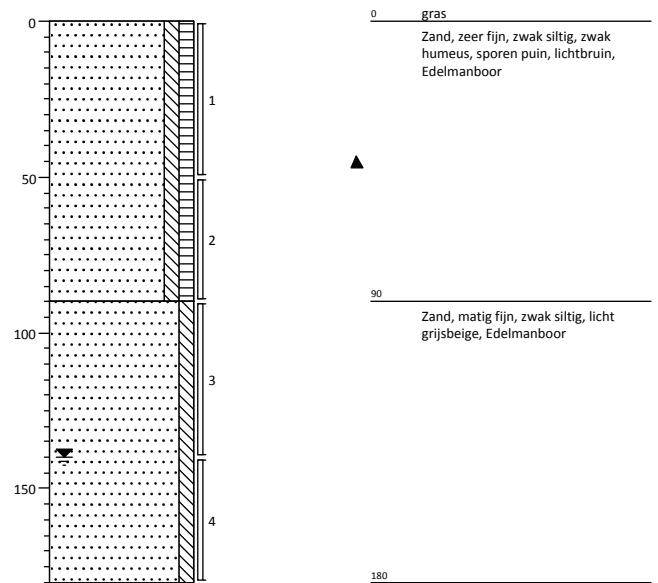 0
50
100
150
1
2
3
4
0 gras
Zand, zeer fijn, zwak siltig, zwak
humeus, sporen puin, lichtbruin,
Edelmanboor
90
Zand, matig fijn, zwak siltig, licht
grijsbeige, Edelmanboor
180